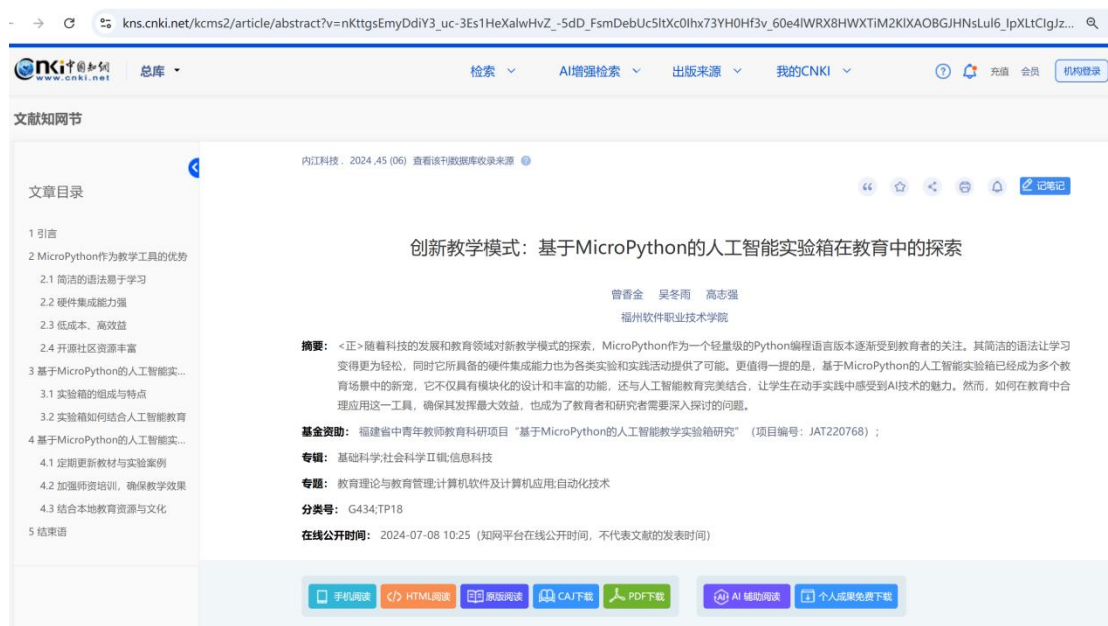 kns.cnki.net/kcms2/article/abstract?v=nKttgsEmyDdiY3_uc-3Es1HeXalwHvZ_-5dD_FsmDebUc5ltXc0Ihx73YH0Hf3v_60e4lWRX8HWXTiM2KlXAOBGJHNsLul6_IpXLtClgJz...
CNKi中国知网
www.cnki.net
总库
检索
AI增强检索
出版来源
我的CNKI
充值 会员 机构登录
文献知网节
文章目录
1 引言
2 MicroPython作为教学工具的优势
2.1 简洁的语法易于学习
2.2 硬件集成能力强
2.3 低成本、高效益
2.4 开源社区资源丰富
3 基于MicroPython的人工智能实...
3.1 实验箱的组成与特点
3.2 实验箱如何结合人工智能教育
4 基于MicroPython的人工智能实...
4.1 定期更新教材与实验案例
4.2 加强师资培训，确保教学效果
4.3 结合本地教育资源与文化
5 结束语
内江科技 . 2024 ,45 (06) 查看该刊数据库收录来源
记笔记
创新教学模式：基于MicroPython的人工智能实验箱在教育中的探索
曾香金 吴冬雨 高志强
福州软件职业技术学院
摘要： <正>随着科技的发展和教育领域对新教学模式的探索，MicroPython作为一个轻量级的Python编程语言版本逐渐受到教育者的关注。其简洁的语法让学习
变得更为轻松，同时它所具备的硬件集成能力也为各类实验和实践活动提供了可能。更值得一提的是，基于MicroPython的人工智能实验箱已经成为多个教
育场景中的新宠，它不仅具有模块化的设计和丰富的功能，还与人工智能教育完美结合，让学生在动手实践中感受到AI技术的魅力。然而，如何在教育中合
理应用这一工具，确保其发挥最大效益，也成为了教育者和研究者需要深入探讨的问题。
基金资助： 福建省中青年教师教育科研项目“基于MicroPython的人工智能教学实验箱研究”（项目编号：JAT220768）;
专辑： 基础科学;社会科学Ⅱ辑;信息科技
专题： 教育理论与教育管理;计算机软件及计算机应用;自动化技术
分类号： G434;TP18
在线公开时间： 2024-07-08 10:25（知网平台在线公开时间，不代表文献的发表时间）
手机阅读
HTML阅读
原版阅读
CAJ下载
PDF下载
AI 辅助阅读
个人成果免费下载